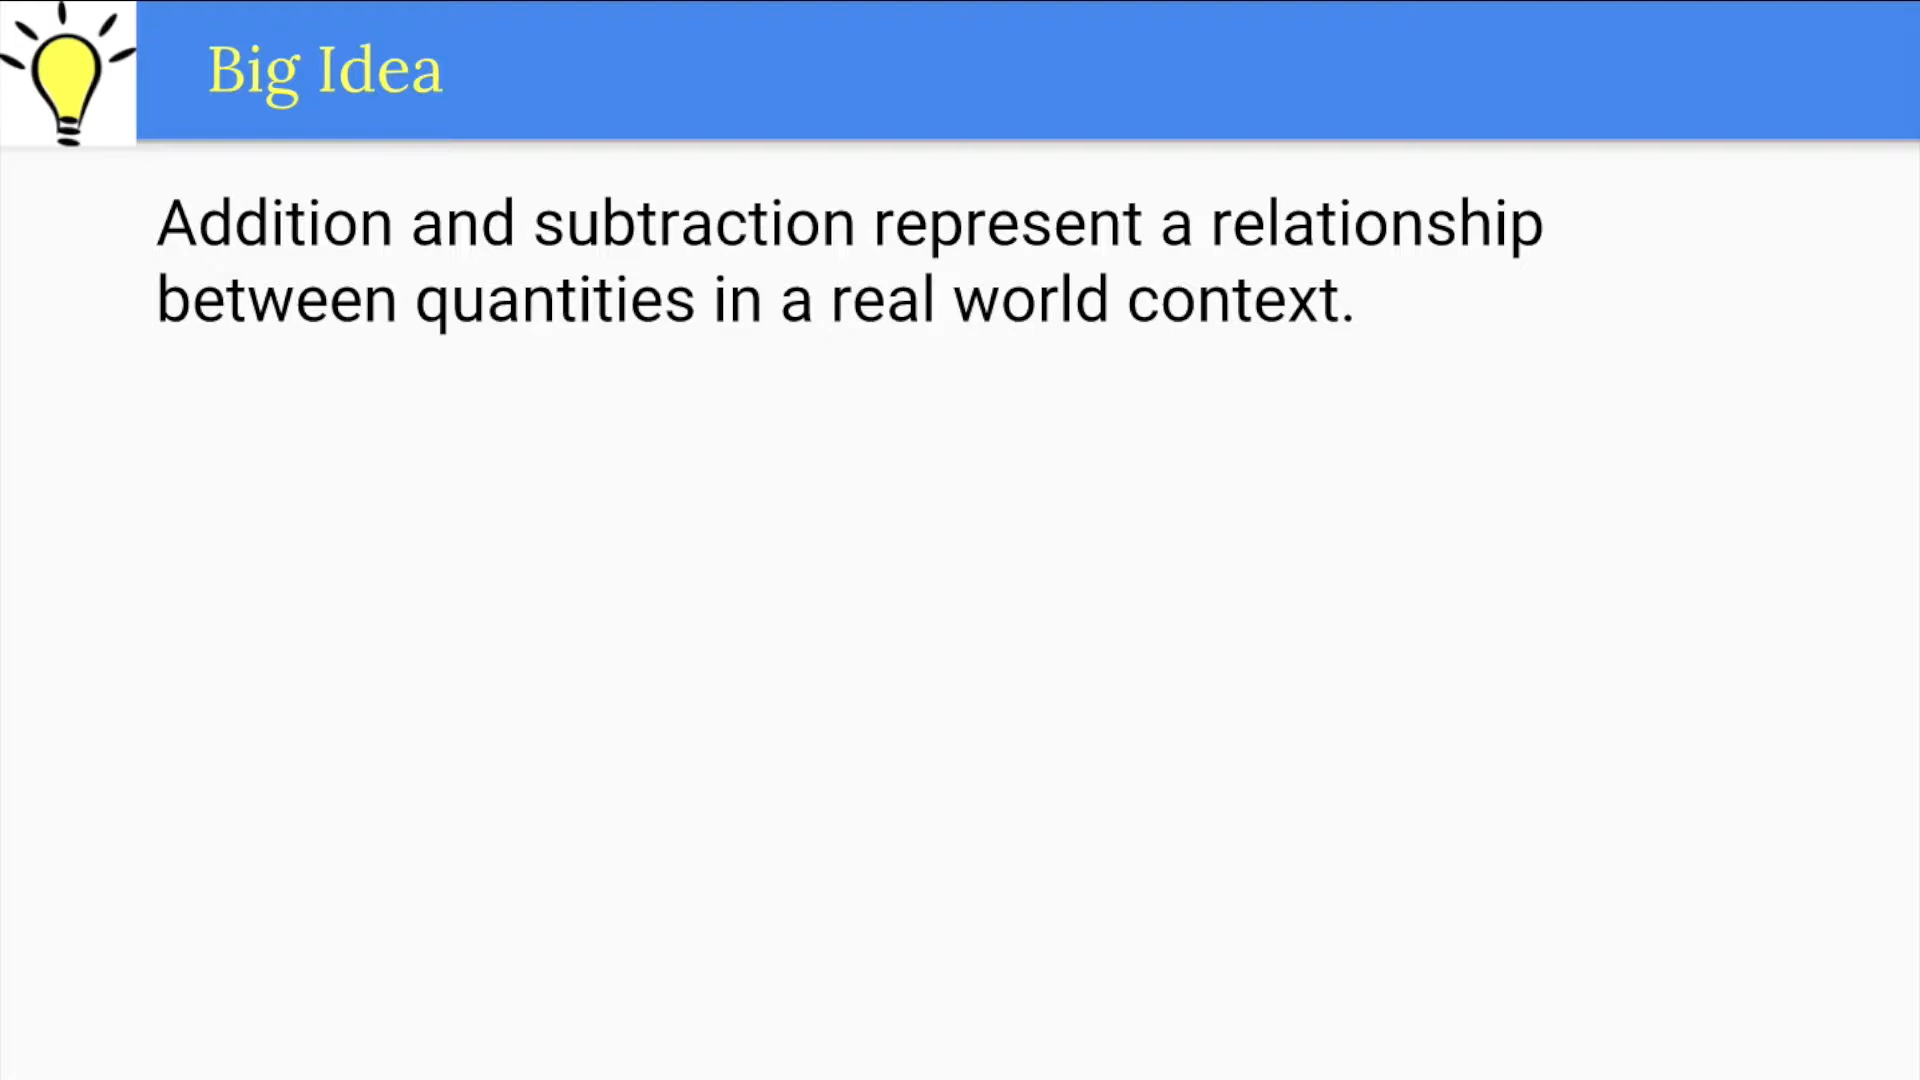 Big Idea
Addition and subtraction represent a relationship
between quantities in a real world context.